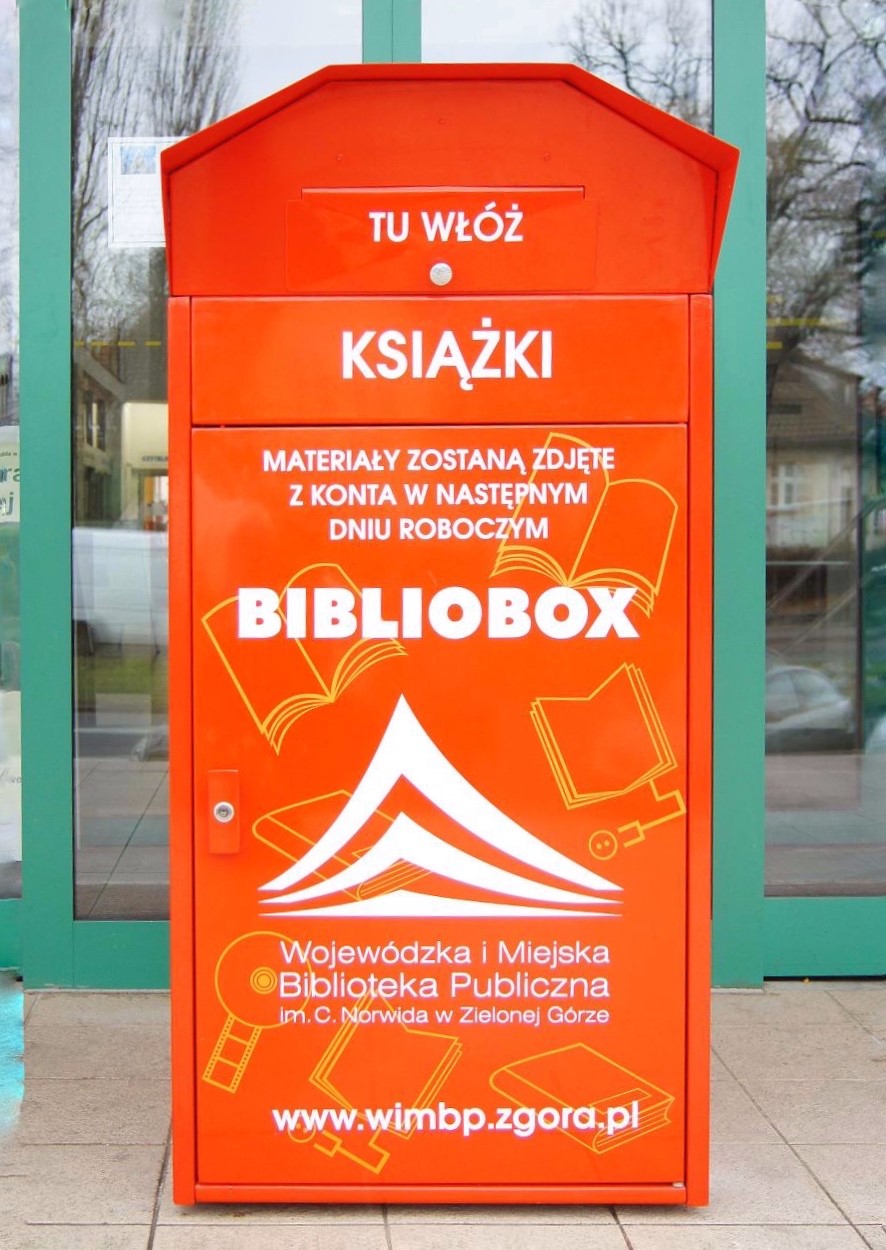 TU WŁÓŻ
KSIĄŻKI
MATERIAŁY ZOSTANĄ ZDJĘTE
Z KONTA W NASTĘPNYM
DNIU ROBOCZYM
BIBLIOBOX
Wojewódzka i Miejska
Biblioteka Publiczna
im. C. Norwida w Zielonej Górze
www.wimbp.zgora.pl